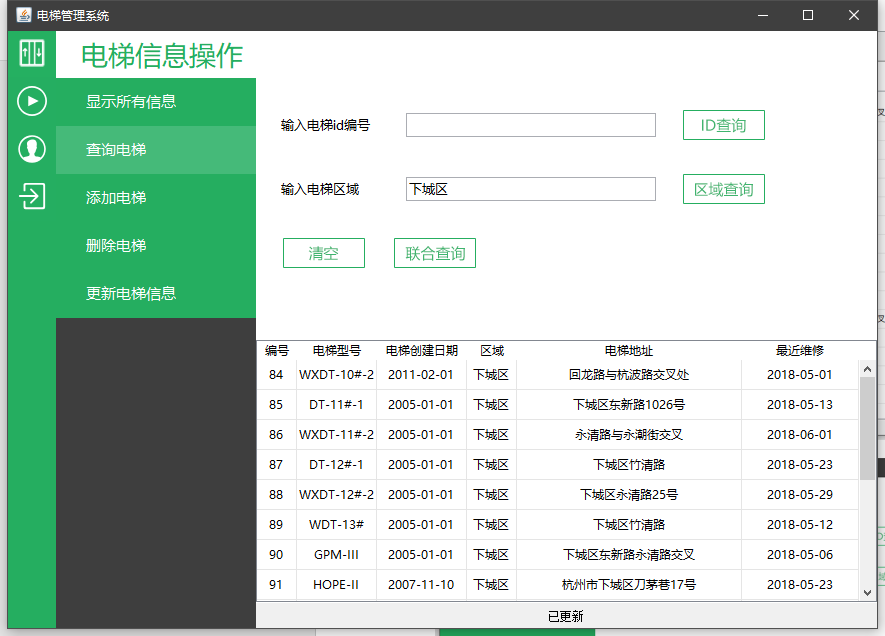 电梯管理系统
电梯信息操作
显示所有信息
查询电梯
添加电梯
删除电梯
更新电梯信息
输入电梯id编号 ID查询
输入电梯区域 下城区 区域查询
清空 联合查询
编号 电梯型号 电梯创建日期 区域 电梯地址 最近维修
84 WXDT-10#-2 2011-02-01 下城区 回龙路与杭波路交叉处 2018-05-01
85 DT-11#-1 2005-01-01 下城区 下城区东新路1026号 2018-05-13
86 WXDT-11#-2 2005-01-01 下城区 永清路与永潮街交叉 2018-06-01
87 DT-12#-1 2005-01-01 下城区 下城区竹清路 2018-05-23
88 WXDT-12#-2 2005-01-01 下城区 下城区永清路25号 2018-05-29
89 WDT-13# 2005-01-01 下城区 下城区竹清路 2018-05-12
90 GPM-III 2005-01-01 下城区 下城区东新路永清路交叉 2018-05-06
91 HOPE-II 2007-11-10 下城区 杭州市下城区刀茅巷17号 2018-05-23
已更新